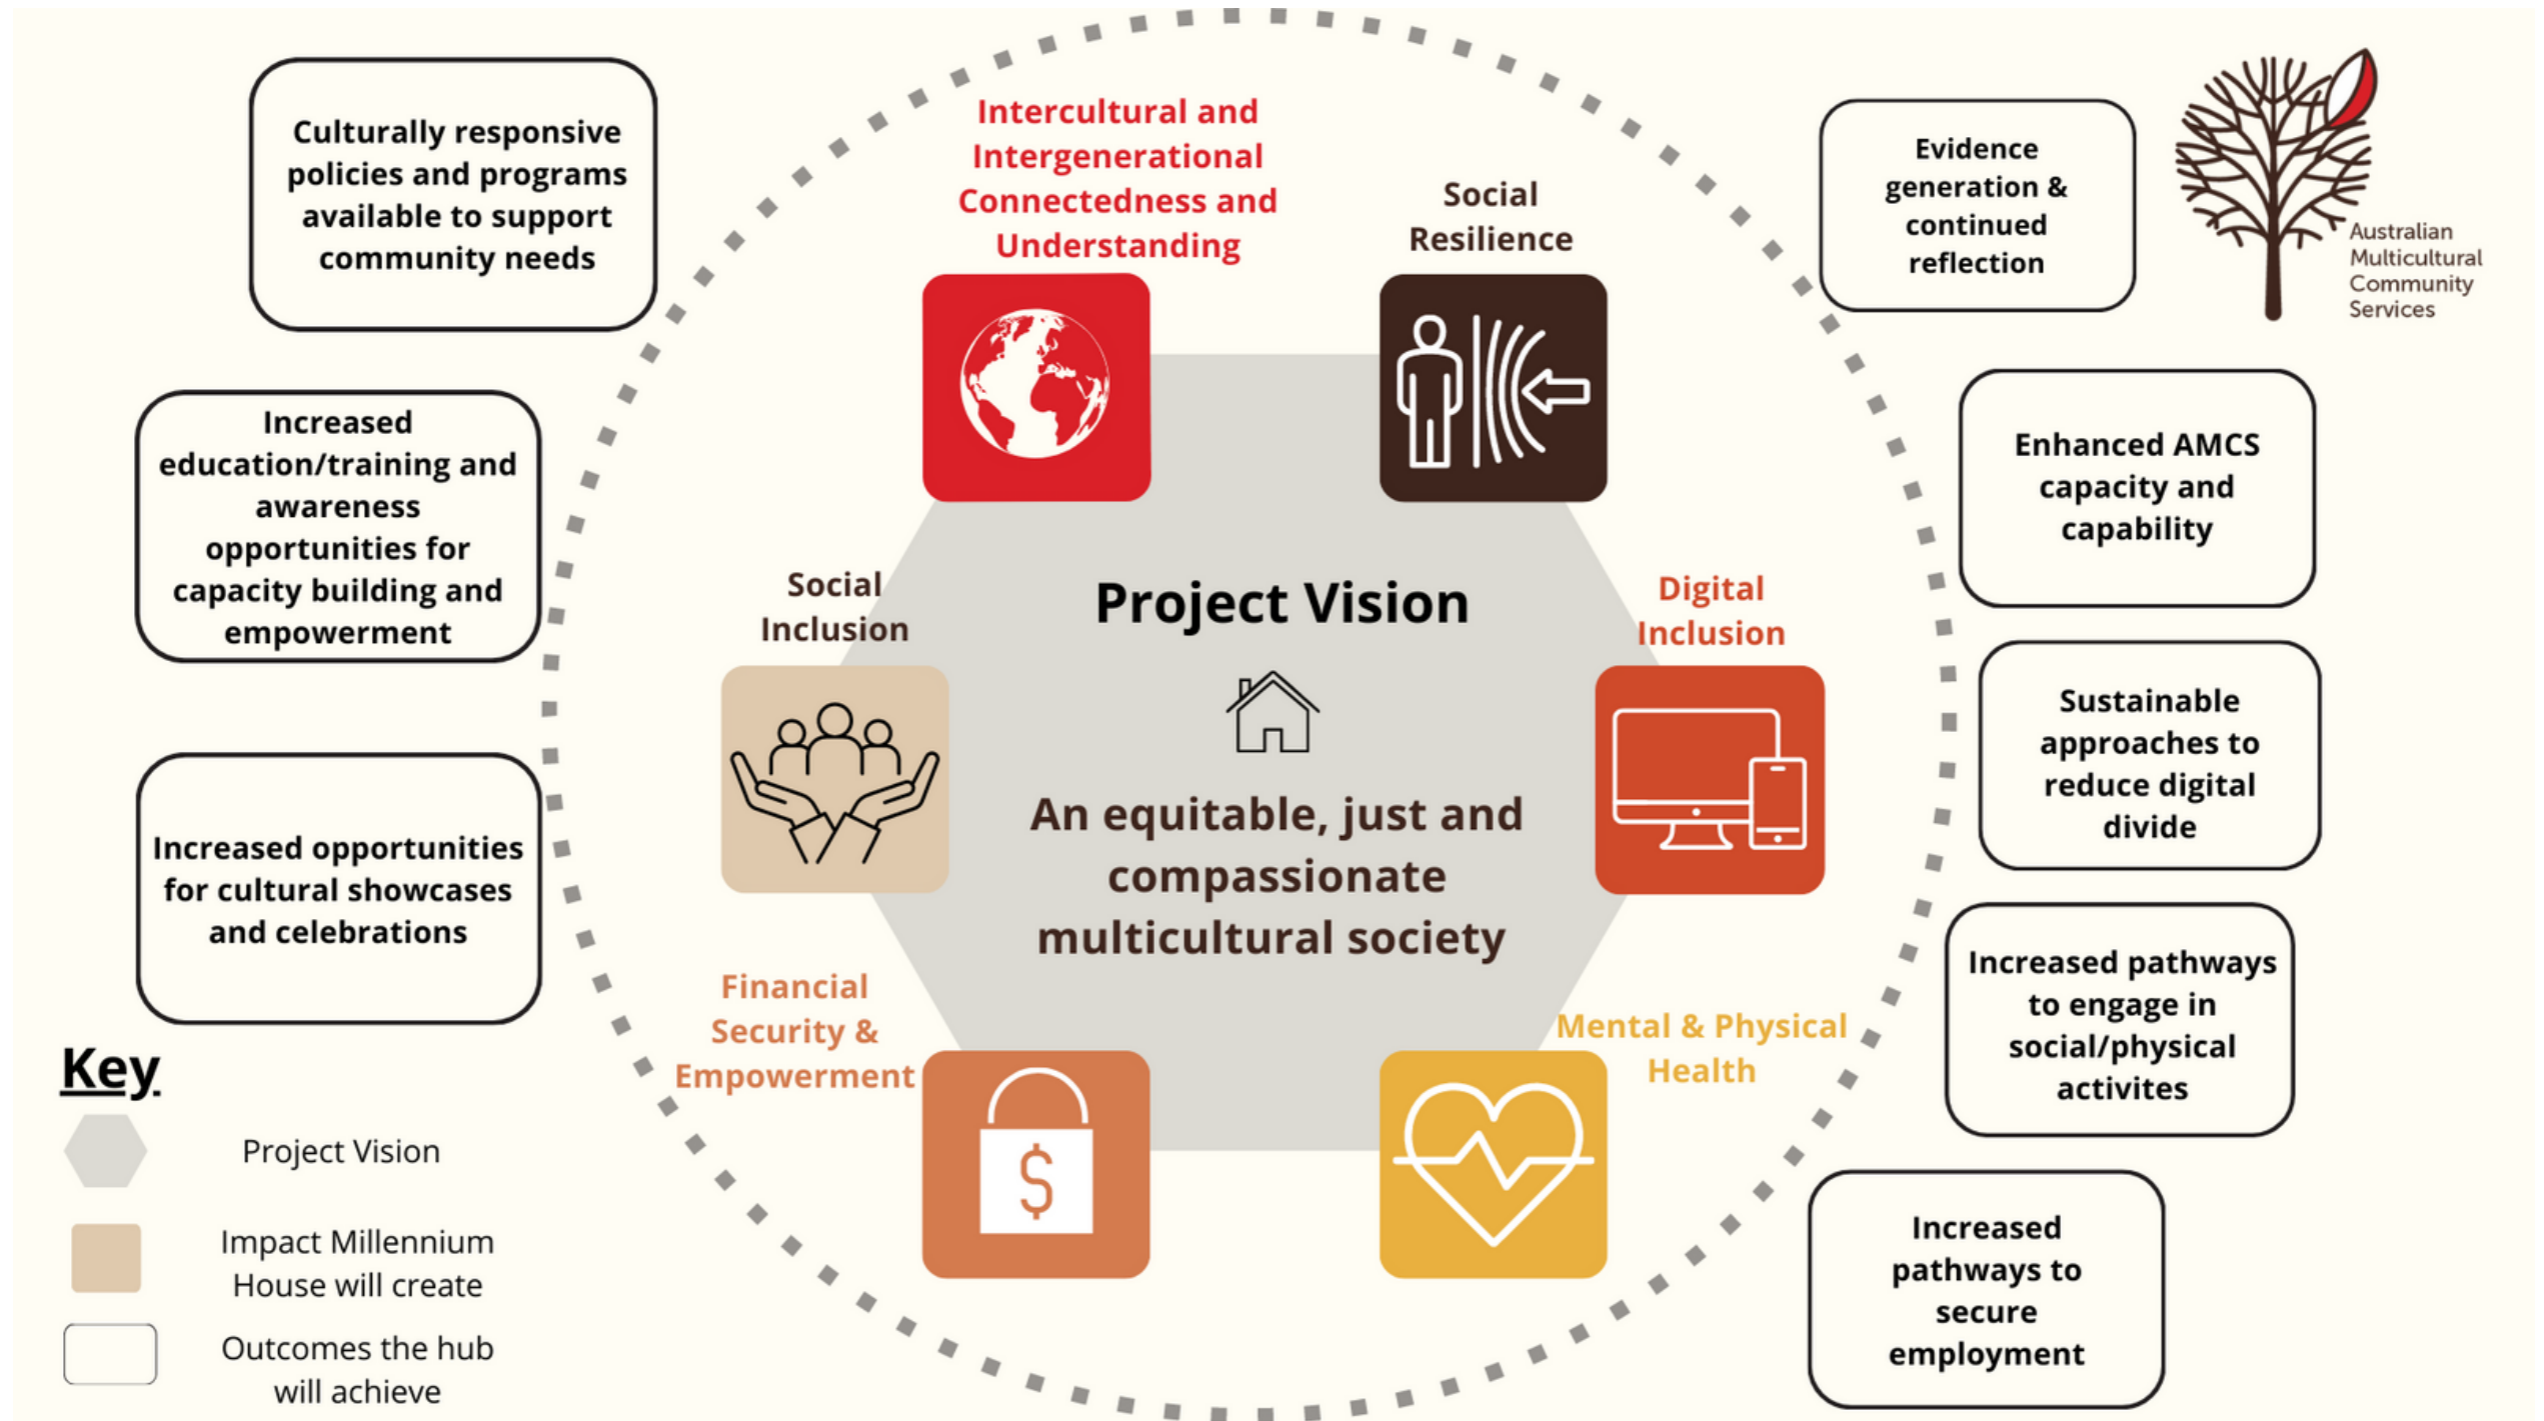 Culturally responsive
policies and programs
available to support
community needs
Increased
education/training and
awareness
opportunities for
capacity building and
empowerment
Increased opportunities
for cultural showcases
and celebrations
Key
Project Vision
Impact Millennium
House will create
Outcomes the hub
will achieve
Intercultural and
Intergenerational
Connectedness and
Understanding
Social
Resilience
Social
Inclusion
Digital
Inclusion
Project Vision
An equitable, just and
compassionate
multicultural society
Financial
Security &
Empowerment
$
Mental & Physical
Health
Evidence
generation &
continued
reflection
Australian
Multicultural
Community
Services
Enhanced AMCS
capacity and
capability
Sustainable
approaches to
reduce digital
divide
Increased pathways
to engage in
social/physical
activites
Increased
pathways to
secure
employment